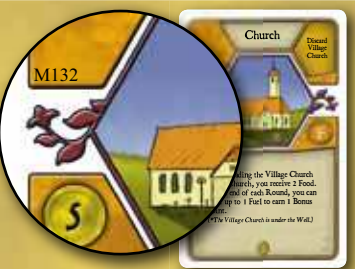 Church
Discard
Village
Church
M132
5
ding the Village Church
hurch, you receive 2 Food.
end of each Round, you can
up to 1 Fuel to earn 1 Bonus
(*The Village Church is under the Well.)